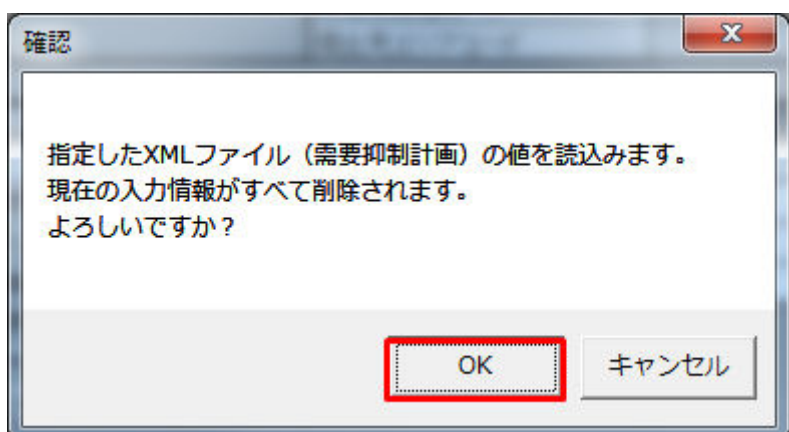 確認
指定したXMLファイル（需要抑制計画）の値を読込みます。
現在の入力情報がすべて削除されます。
よろしいですか？
OK
キャンセル